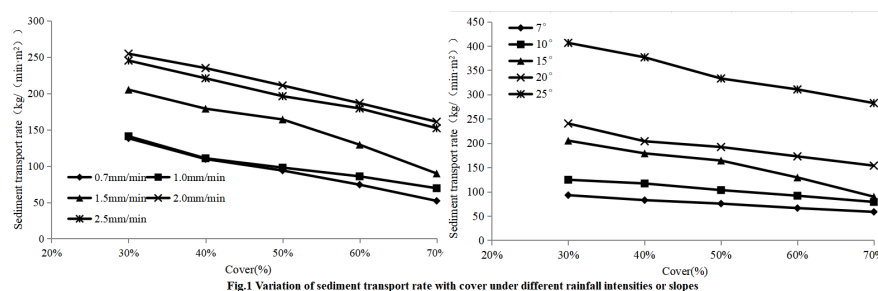 300
250
200
150
100
50
0
Sediment transport rate（kg/（min·m²））
0.7mm/min
1.0mm/min
1.5mm/min
2.0mm/min
2.5mm/min
20% 30% 40% 50% 60% 70%
Cover(%)
450
400
350
300
250
200
150
100
50
0
Sediment transport rate（kg/（min·m²））
7°
10°
15°
20°
25°
20% 30% 40% 50% 60% 70%
Cover(%)
Fig.1 Variation of sediment transport rate with cover under different rainfall intensities or slopes